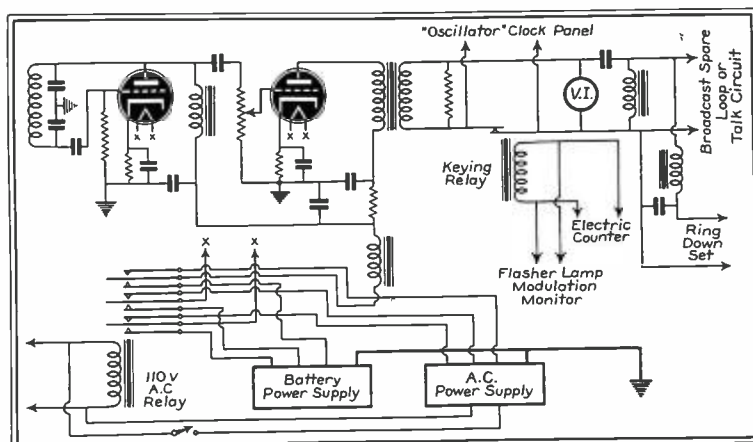 "Oscillator" Clock Panel
V.I.
Broadcast Spare
Loop or
Talk Circuit
Keying
Relay
Electric
Counter
Flasher Lamp
Modulation
Monitor
Ring
Down
Set
x x
x x
x x
110 V
A.C
Relay
Battery
Power Supply
A.C.
Power Supply